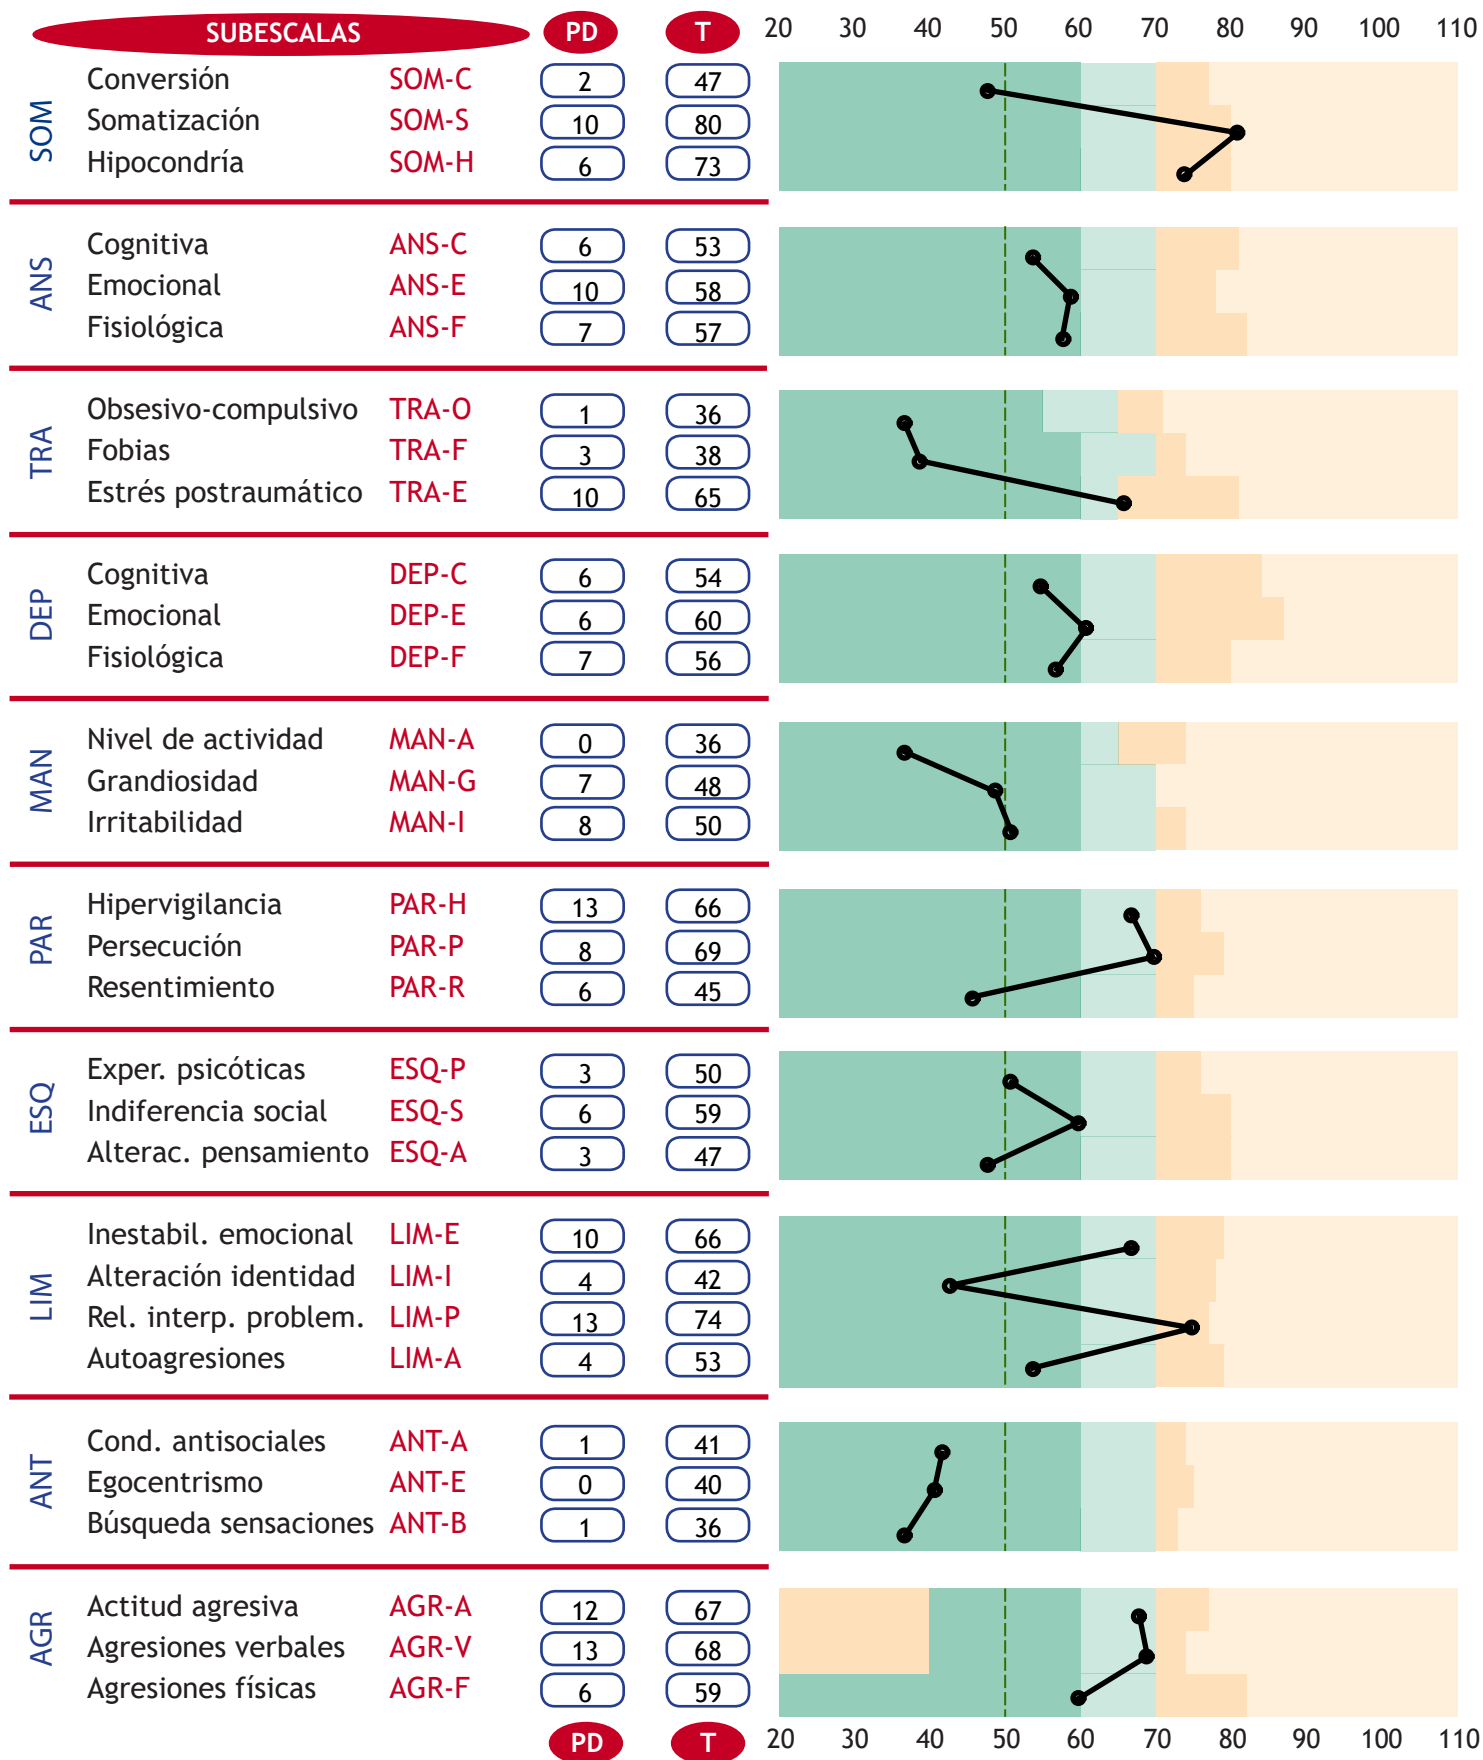 SUBESCALAS PD T 20 30 40 50 60 70 80 90 100 110
SOM
Conversión SOM-C 2 47
Somatización SOM-S 10 80
Hipocondría SOM-H 6 73
ANS
Cognitiva ANS-C 6 53
Emocional ANS-E 10 58
Fisiológica ANS-F 7 57
TRA
Obsesivo-compulsivo TRA-O 1 36
Fobias TRA-F 3 38
Estrés postraumático TRA-E 10 65
DEP
Cognitiva DEP-C 6 54
Emocional DEP-E 6 60
Fisiológica DEP-F 7 56
MAN
Nivel de actividad MAN-A 0 36
Grandiosidad MAN-G 7 48
Irritabilidad MAN-I 8 50
PAR
Hipervigilancia PAR-H 13 66
Persecución PAR-P 8 69
Resentimiento PAR-R 6 45
ESQ
Exper. psicóticas ESQ-P 3 50
Indiferencia social ESQ-S 6 59
Alterac. pensamiento ESQ-A 3 47
LIM
Inestabil. emocional LIM-E 10 66
Alteración identidad LIM-I 4 42
Rel. interp. problem. LIM-P 13 74
Autoagresiones LIM-A 4 53
ANT
Cond. antisociales ANT-A 1 41
Egocentrismo ANT-E 0 40
Búsqueda sensaciones ANT-B 1 36
AGR
Actitud agresiva AGR-A 12 67
Agresiones verbales AGR-V 13 68
Agresiones físicas AGR-F 6 59
PD T 20 30 40 50 60 70 80 90 100 110